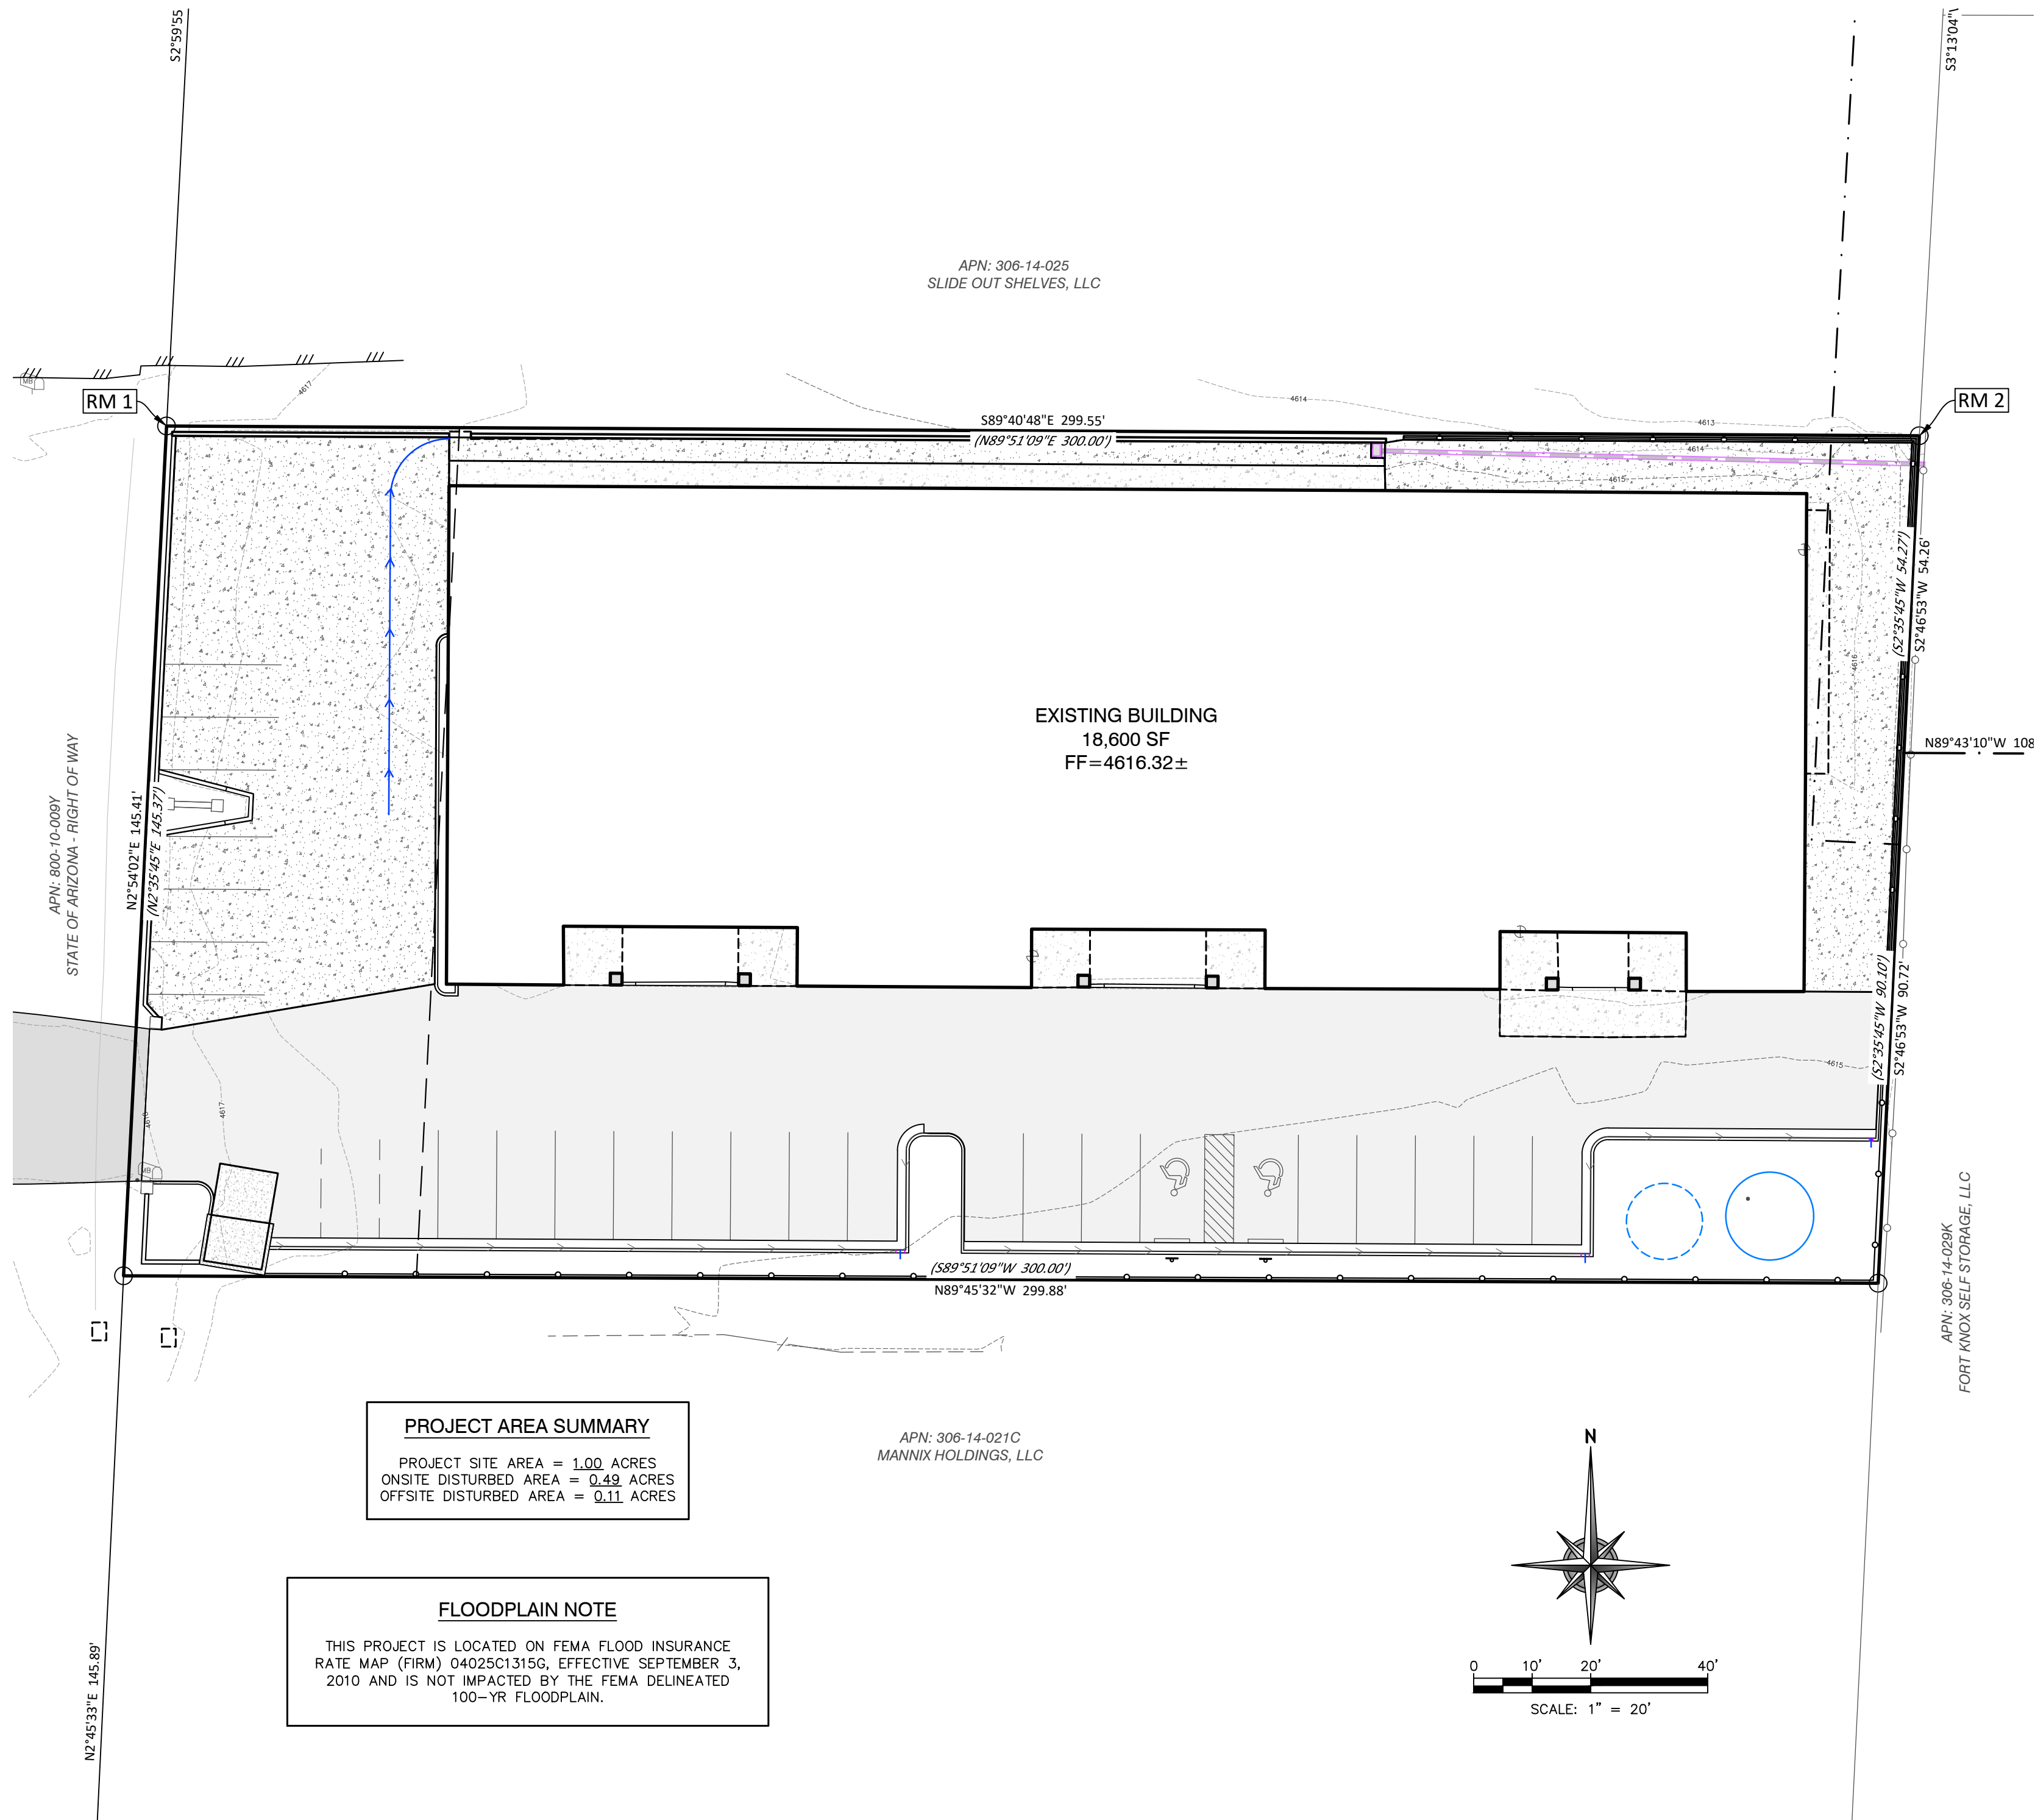 S2°59'55
S3°13'04"W
APN: 306-14-025
SLIDE OUT SHELVES, LLC
MB
4617
RM 1
RM 2
4614
4613
S89°40'48"E 299.55'
(N89°51'09"E 300.00')
4614
4615
(S2°35'45"W 54.27')
S2°46'53"W 54.26'
4616
EXISTING BUILDING
18,600 SF
FF=4616.32±
N89°43'10"W 108
APN: 800-10-009Y
STATE OF ARIZONA - RIGHT OF WAY
N2°54'02"E 145.41'
(N2°35'45"E 145.37')
(S2°35'45"W 90.10')
S2°46'53"W 90.72'
4615
4617
MB
(S89°51'09"W 300.00')
N89°45'32"W 299.88'
APN: 306-14-029K
FORT KNOX SELF STORAGE, LLC
PROJECT AREA SUMMARY
PROJECT SITE AREA = 1.00 ACRES
ONSITE DISTURBED AREA = 0.49 ACRES
OFFSITE DISTURBED AREA = 0.11 ACRES
APN: 306-14-021C
MANNIX HOLDINGS, LLC
N
FLOODPLAIN NOTE
THIS PROJECT IS LOCATED ON FEMA FLOOD INSURANCE
RATE MAP (FIRM) 04025C1315G, EFFECTIVE SEPTEMBER 3,
2010 AND IS NOT IMPACTED BY THE FEMA DELINEATED
100-YR FLOODPLAIN.
0 10' 20' 40'
SCALE: 1" = 20'
N2°45'33"E 145.89'